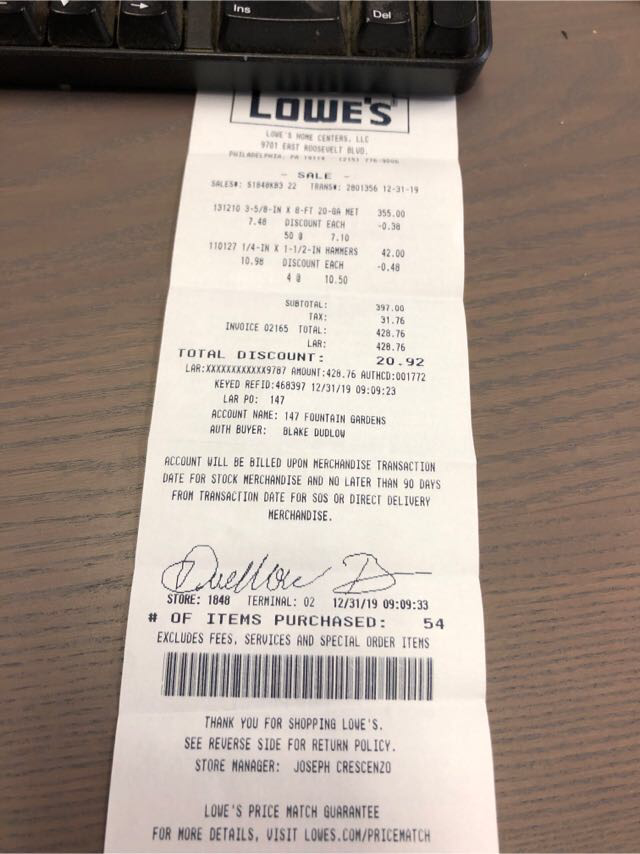 Ins
Del
LOWE'S
LOWE'S HOME CENTERS, LLC
9701 EAST ROOSEVELT BLVD.
PHILADELPHIA, PA 19114 (215)
- SALE -
SALES#: S1848KB3 22 TRANS#: 2801356 12-31-19
131210 3-5/8-IN X 8-FT 20-GA MET 355.00
7.48 DISCOUNT EACH -0.38
50 @ 7.10
110127 1/4-IN X 1-1/2-IN HAMMERS 42.00
10.98 DISCOUNT EACH -0.48
4 @ 10.50
SUBTOTAL: 397.00
TAX: 31.76
INVOICE 02165 TOTAL: 428.76
LAR: 428.76
TOTAL DISCOUNT: 20.92
LAR:XXXXXXXXXXXX9787 AMOUNT:428.76 AUTHCD:001772
KEYED REFID:468397 12/31/19 09:09:23
LAR PO: 147
ACCOUNT NAME: 147 FOUNTAIN GARDENS
AUTH BUYER: BLAKE DUDLOW
ACCOUNT WILL BE BILLED UPON MERCHANDISE TRANSACTION
DATE FOR STOCK MERCHANDISE AND NO LATER THAN 90 DAYS
FROM TRANSACTION DATE FOR SOS OR DIRECT DELIVERY
MERCHANDISE.
STORE: 1848 TERMINAL: 02 12/31/19 09:09:33
# OF ITEMS PURCHASED: 54
EXCLUDES FEES, SERVICES AND SPECIAL ORDER ITEMS
THANK YOU FOR SHOPPING LOWE'S.
SEE REVERSE SIDE FOR RETURN POLICY.
STORE MANAGER: JOSEPH CRESCENZO
LOWE'S PRICE MATCH GUARANTEE
FOR MORE DETAILS, VISIT LOWES.COM/PRICEMATCH